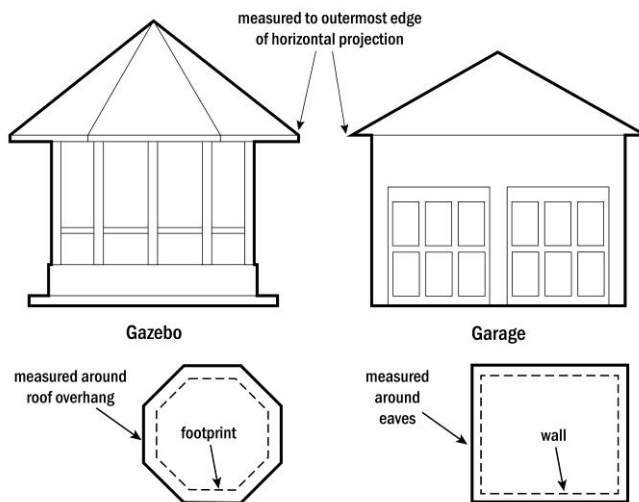 measured to outermost edge
of horizontal projection
Gazebo
Garage
measured around
roof overhang
footprint
measured
around
eaves
wall